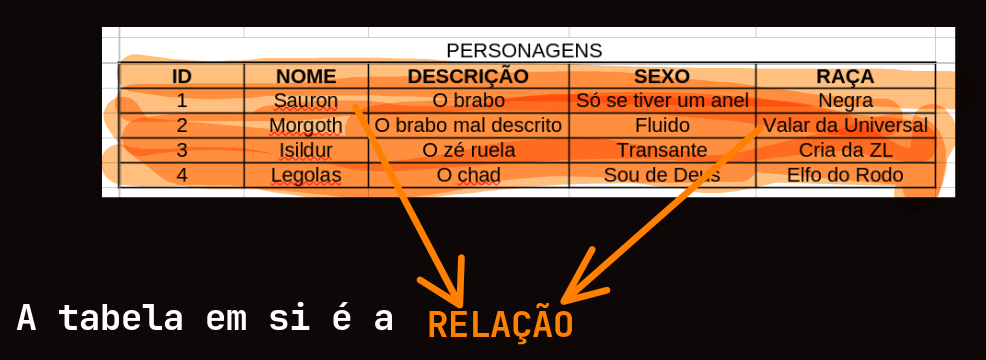 PERSONAGENS
ID NOME DESCRIÇÃO SEXO RAÇA
1 Sauron O brabo Só se tiver um anel Negra
2 Morgoth O brabo mal descrito Fluido Valar da Universal
3 Isildur O zé ruela Transante Cria da ZL
4 Legolas O chad Sou de Deus Elfo do Rodo
A tabela em si é a RELAÇÃO